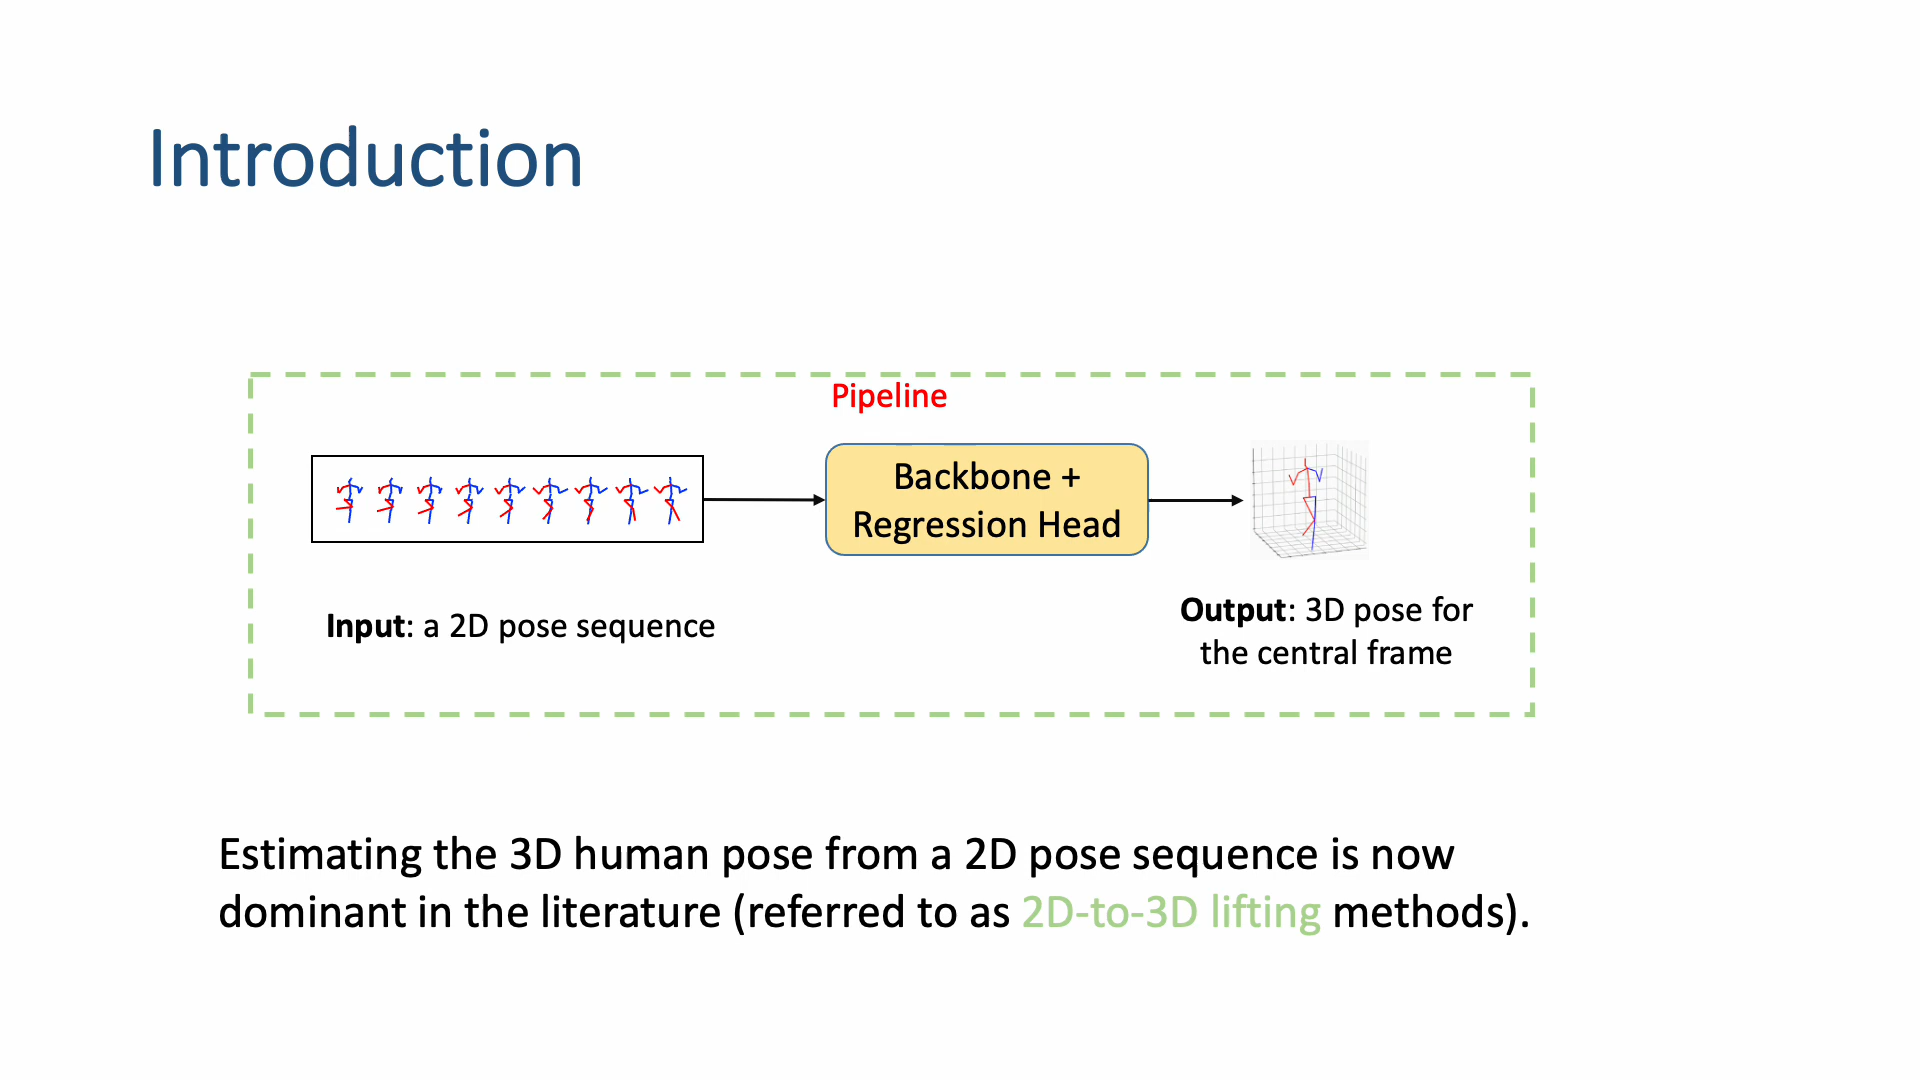 Introduction
Pipeline
Backbone +
Regression Head
Input: a 2D pose sequence
Output: 3D pose for
the central frame
Estimating the 3D human pose from a 2D pose sequence is now
dominant in the literature (referred to as 2D-to-3D lifting methods).